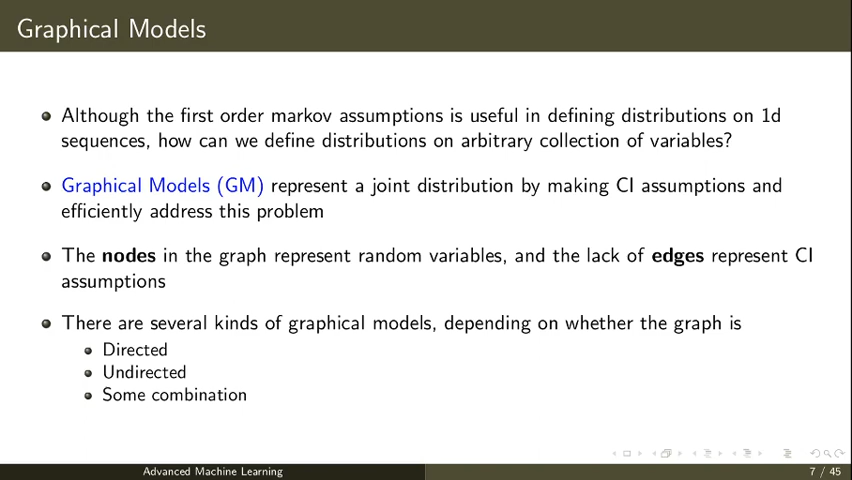 Graphical Models
Although the first order markov assumptions is useful in defining distributions on 1d
sequences, how can we define distributions on arbitrary collection of variables?
Graphical Models (GM) represent a joint distribution by making CI assumptions and
efficiently address this problem
The nodes in the graph represent random variables, and the lack of edges represent CI
assumptions
There are several kinds of graphical models, depending on whether the graph is
Directed
Undirected
Some combination
Advanced Machine Learning
7 / 45